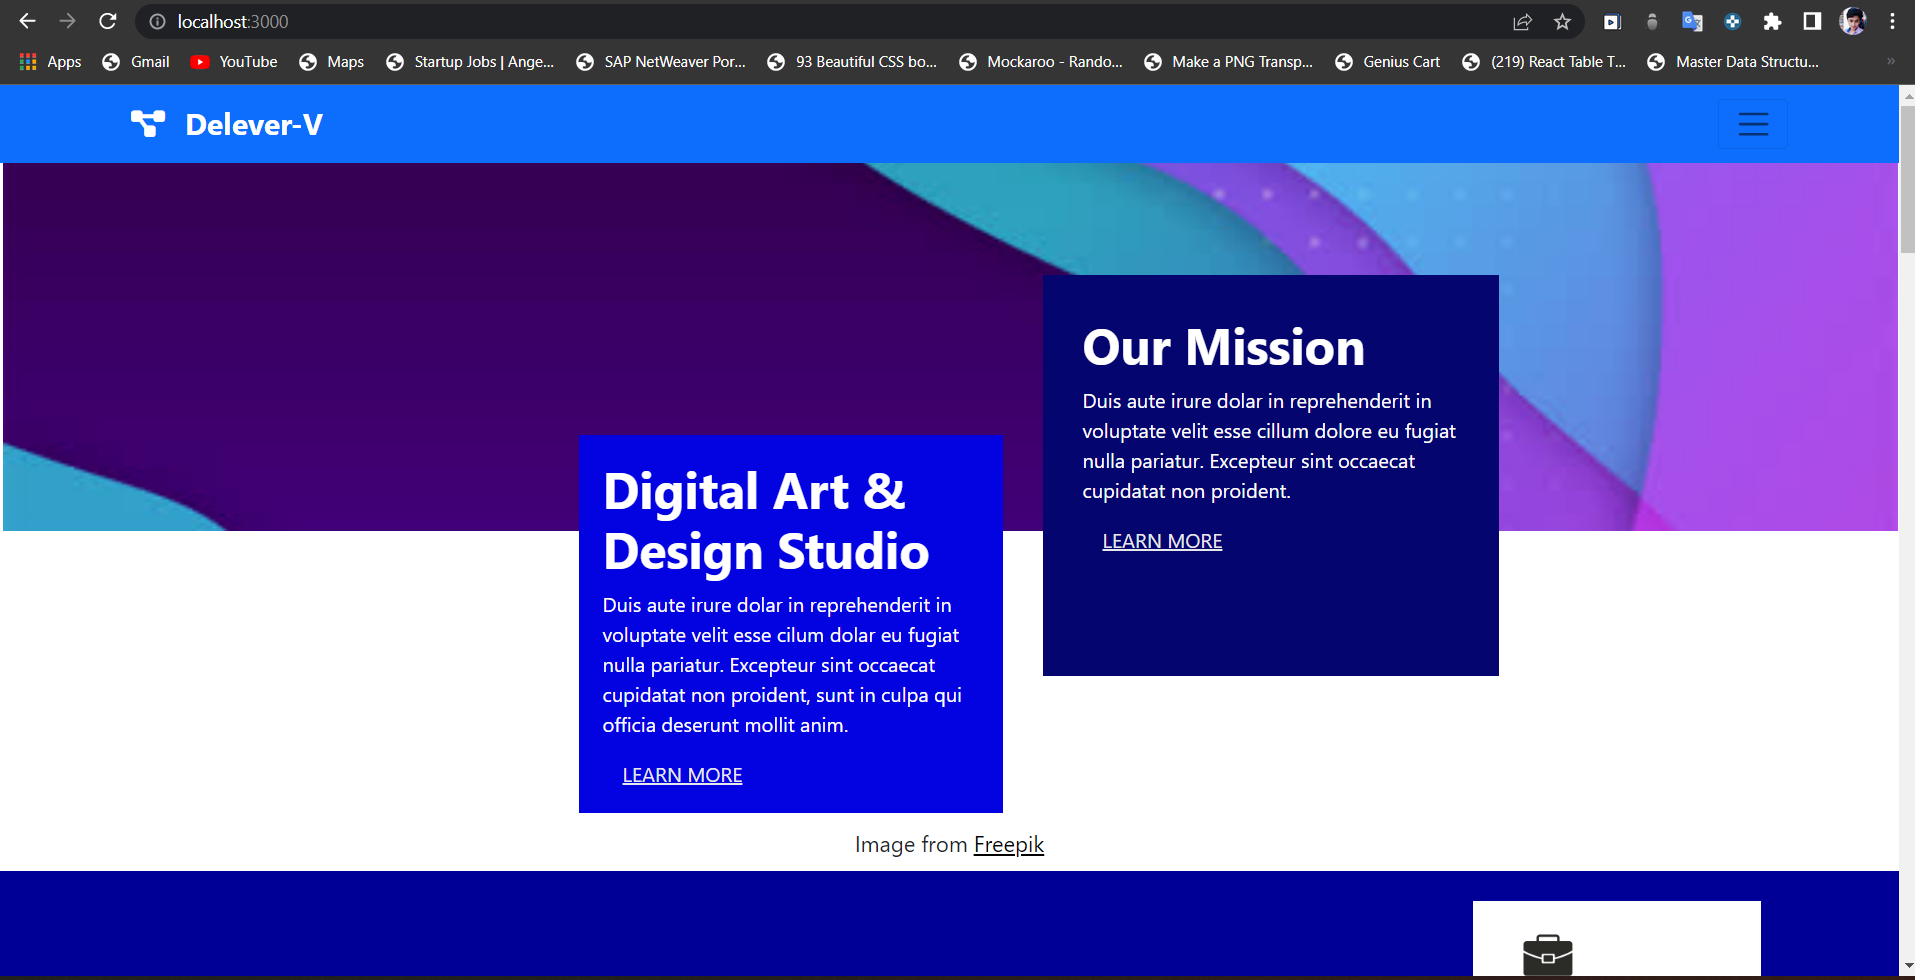 localhost:3000
Apps Gmail YouTube Maps Startup Jobs | Ange... SAP NetWeaver Por... 93 Beautiful CSS bo... Mockaroo - Rando... Make a PNG Transp... Genius Cart (219) React Table T... Master Data Structu... »
Delever-V
Our Mission
Duis aute irure dolar in reprehenderit in
voluptate velit esse cillum dolore eu fugiat
nulla pariatur. Excepteur sint occaecat
cupidatat non proident.
LEARN MORE
Digital Art &
Design Studio
Duis aute irure dolar in reprehenderit in
voluptate velit esse cilum dolar eu fugiat
nulla pariatur. Excepteur sint occaecat
cupidatat non proident, sunt in culpa qui
officia deserunt mollit anim.
LEARN MORE
Image from Freepik